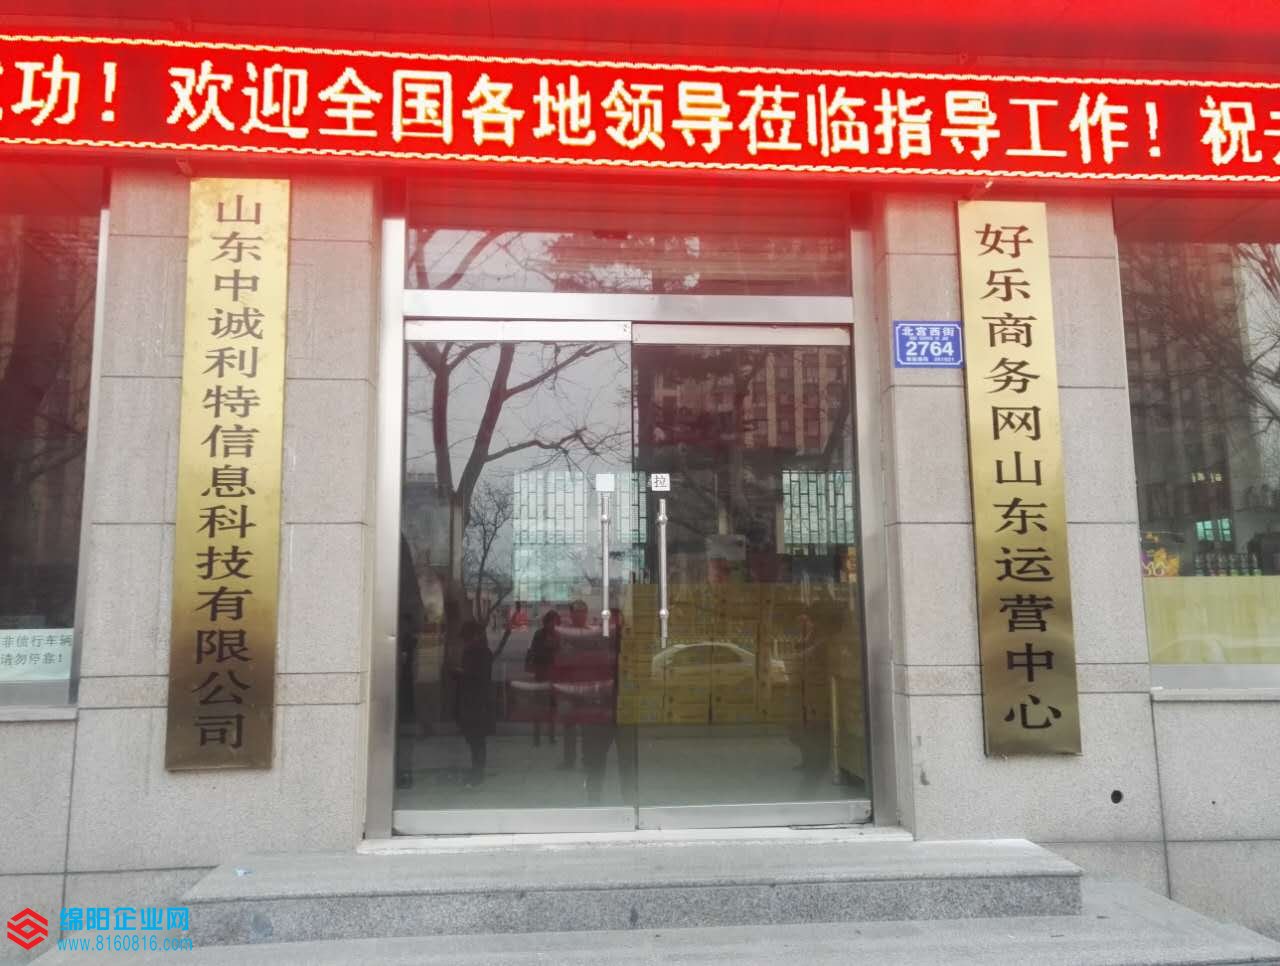 功！欢迎全国各地领导莅临指导工作！祝
山东中诚利特信息科技有限公司
好乐商务网山东运营中心
北宫西街
2764
拉
非接行车辆
请勿停靠！
绵阳企业网
www.8160816.com